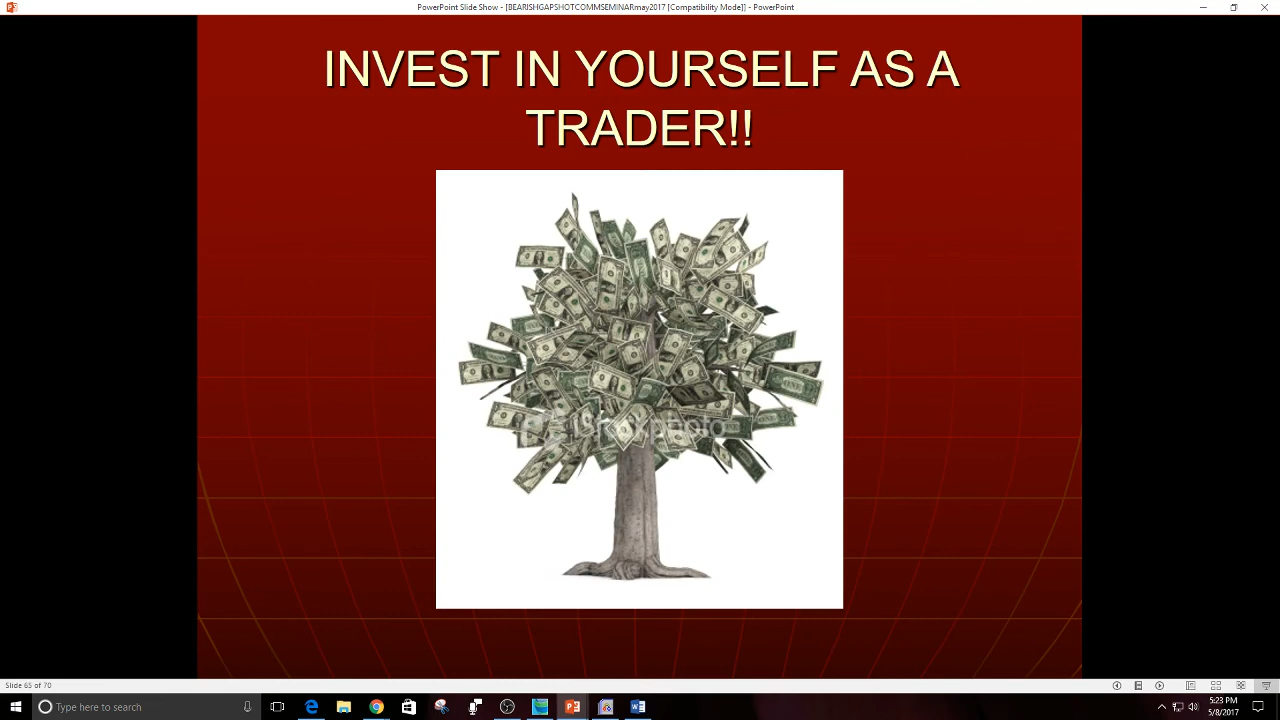 PowerPoint Slide Show - [BEARISHGAPSHOTCOMMSEMINARmay2017 [Compatibility Mode]] - PowerPoint
INVEST IN YOURSELF AS A
TRADER!!
iStockphoto
Slide 65 of 70
Type here to search
5:23 PM
5/8/2017